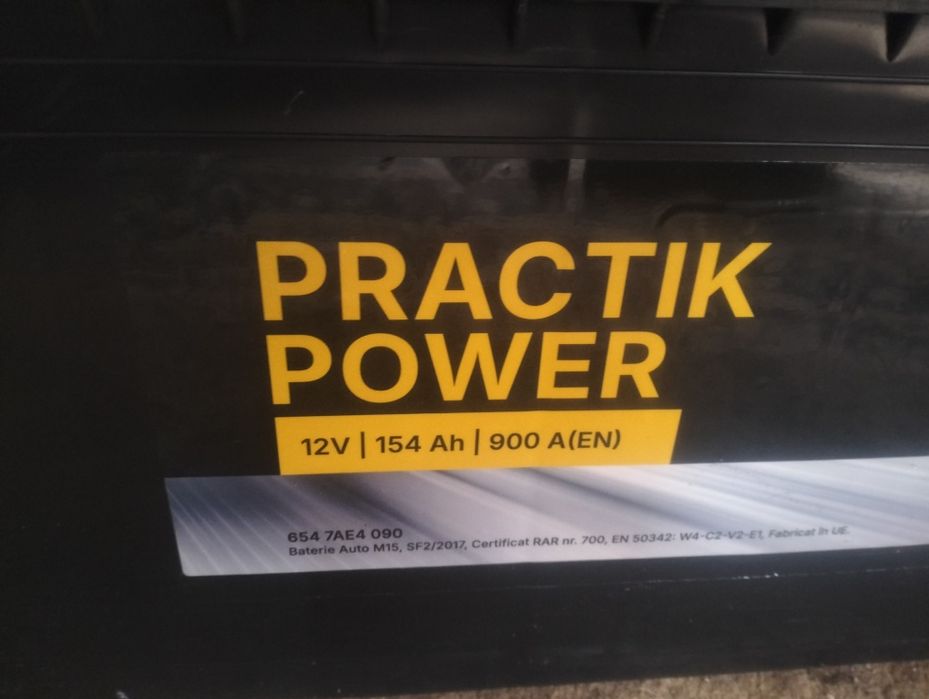 PRACTIK
POWER
12V | 154 Ah | 900 A(EN)
654 7AE4 090
Baterie Auto M15, SF2/2017, Certificat RAR nr. 700, EN 50342: W4-C2-V2-E1, Fabricat în UE.